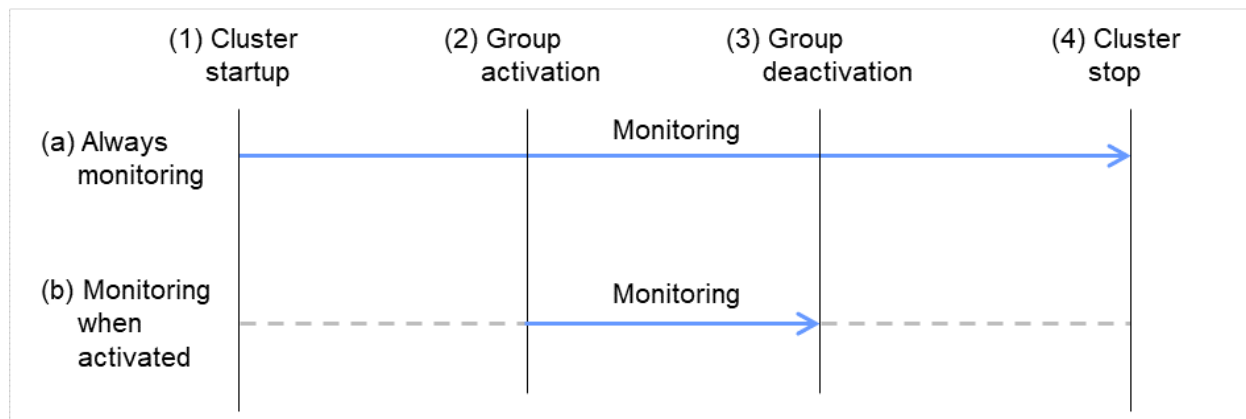 (1) Cluster
startup
(2) Group
activation
(3) Group
deactivation
(4) Cluster
stop
(a) Always
monitoring
Monitoring
(b) Monitoring
when
activated
Monitoring